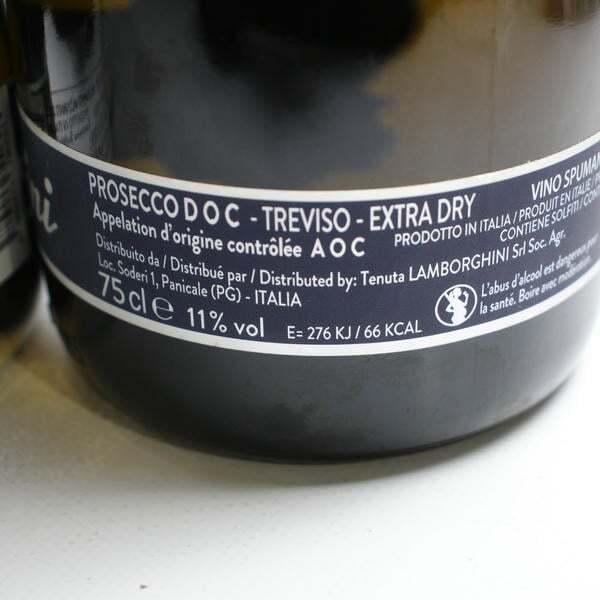 PROSECCO DOC - TREVISO - EXTRA DRY
Appelation d'origine contrôlée AOC
Distribuito da / Distribué par / Distributed by: Tenuta LAMBORGHINI Srl Soc. Agr.
Loc. Soderi 1, Panicale (PG) - ITALIA
75 cl e 11% vol E= 276 KJ / 66 KCAL
VINO
PRODOTTO IN ITALIA / PRODUIT EN ITALIE /
CONTIENE SOLFITI /
L'abus d'alcool est dangereux pour
la santé. Boire avec modération.